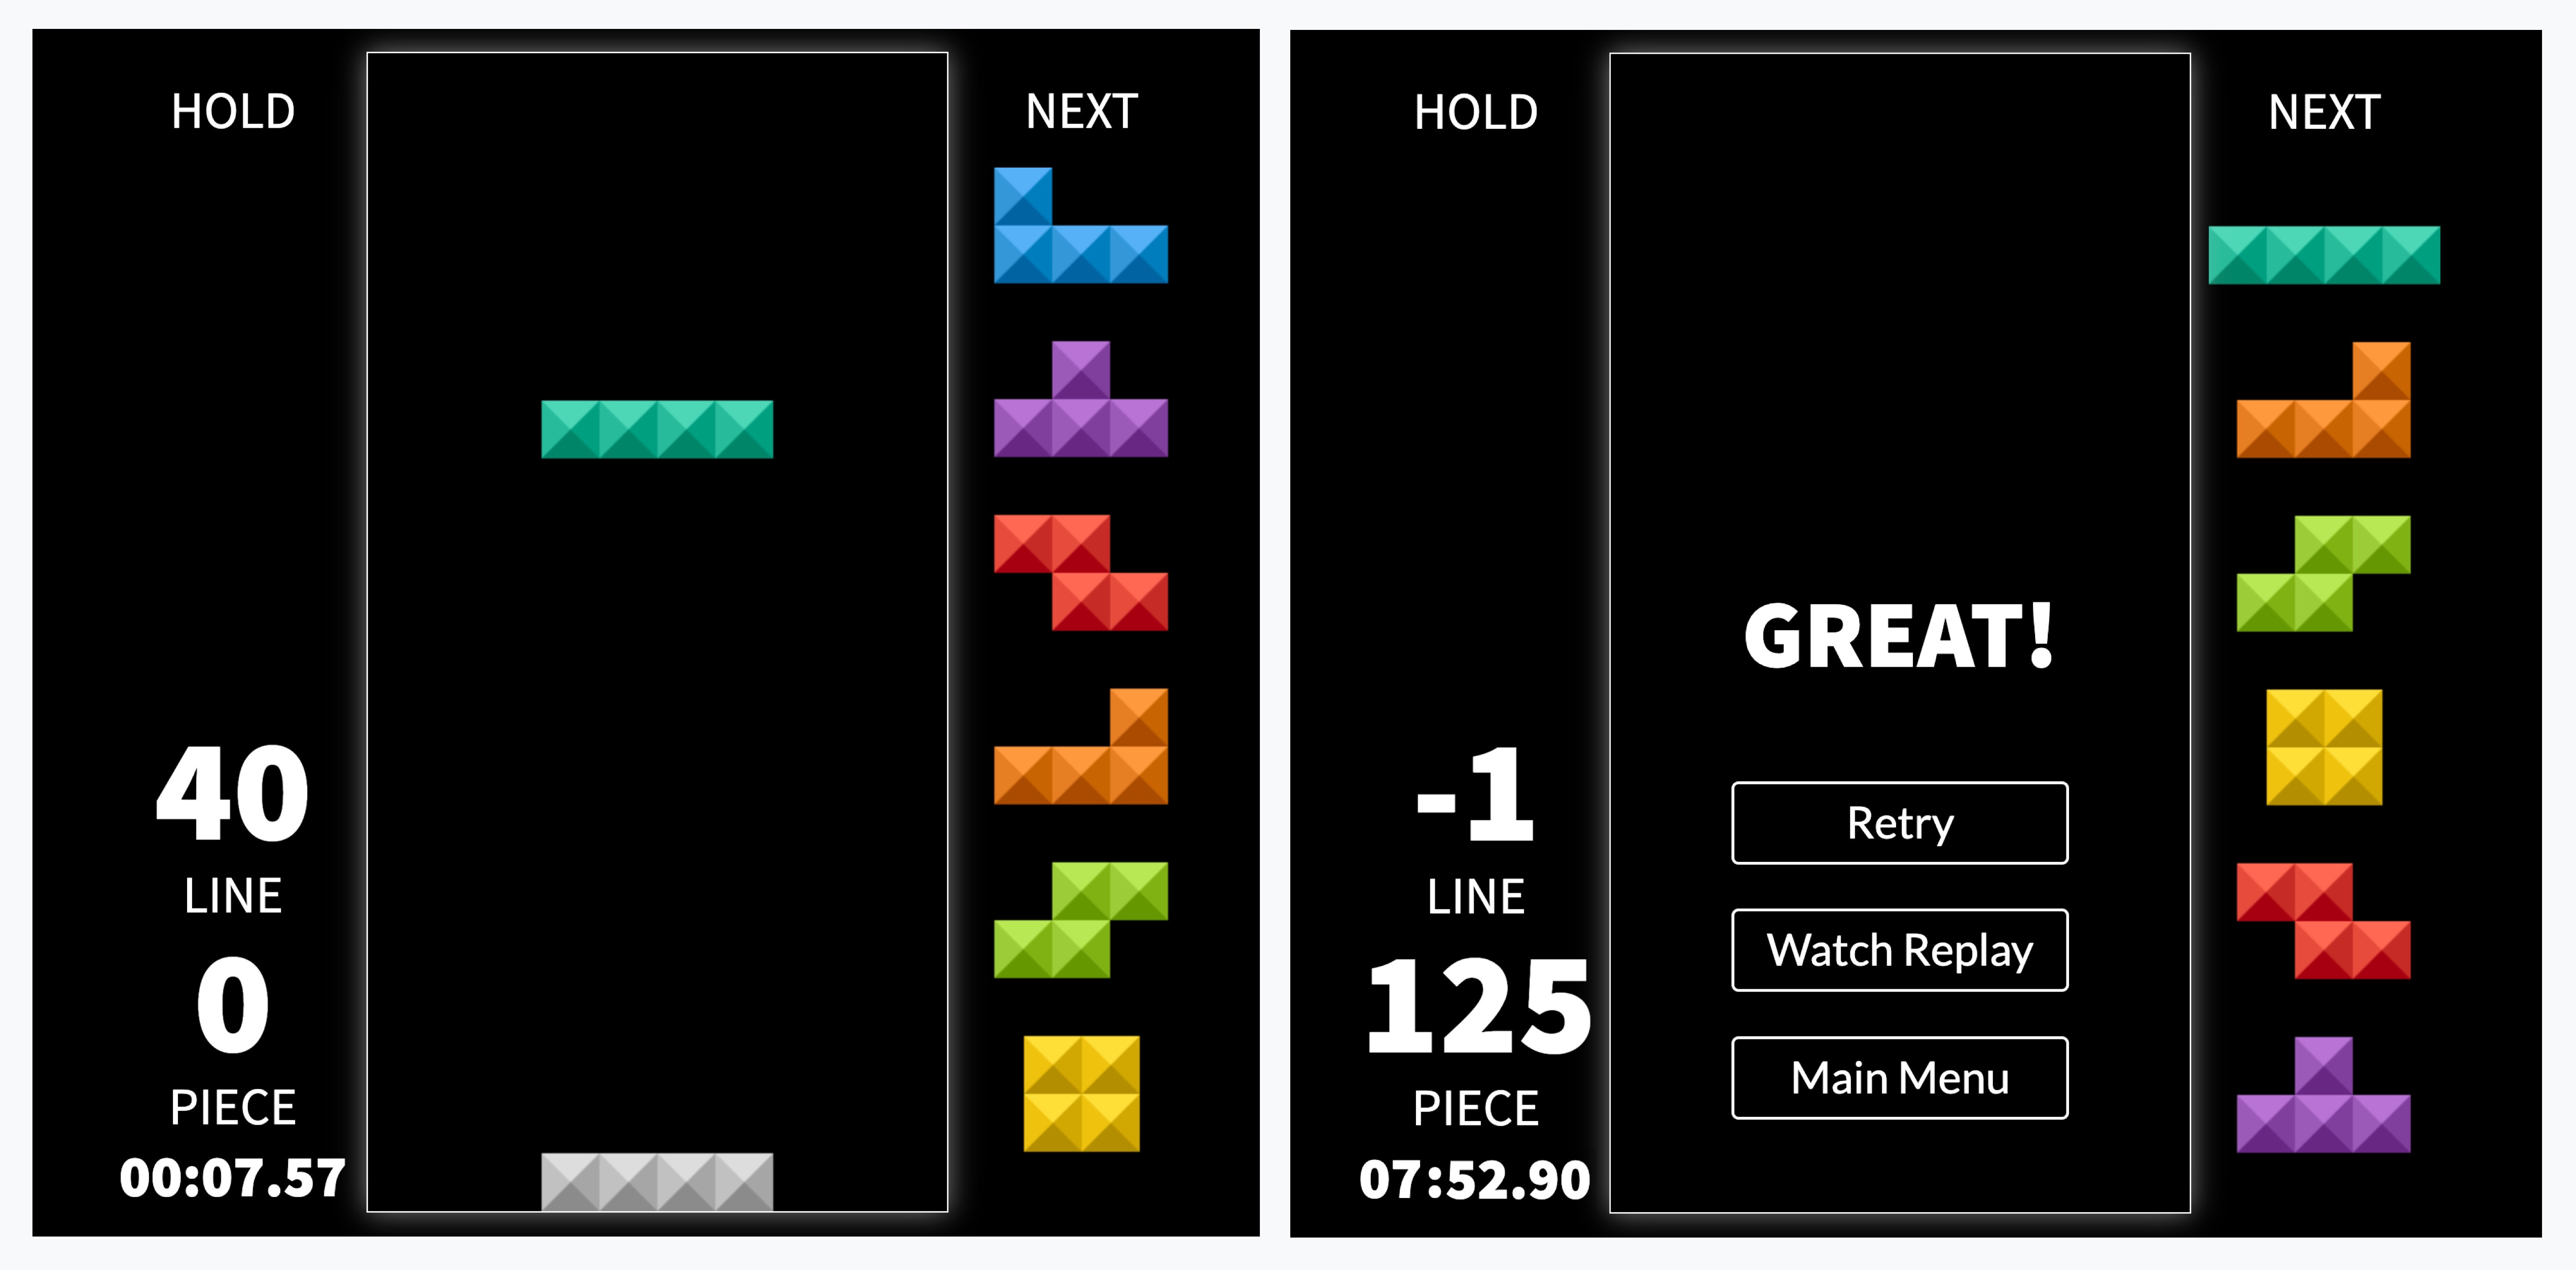 HOLD
NEXT
40
LINE
0
PIECE
00:07.57
HOLD
NEXT
GREAT!
-1
LINE
125
PIECE
07:52.90
Retry
Watch Replay
Main Menu